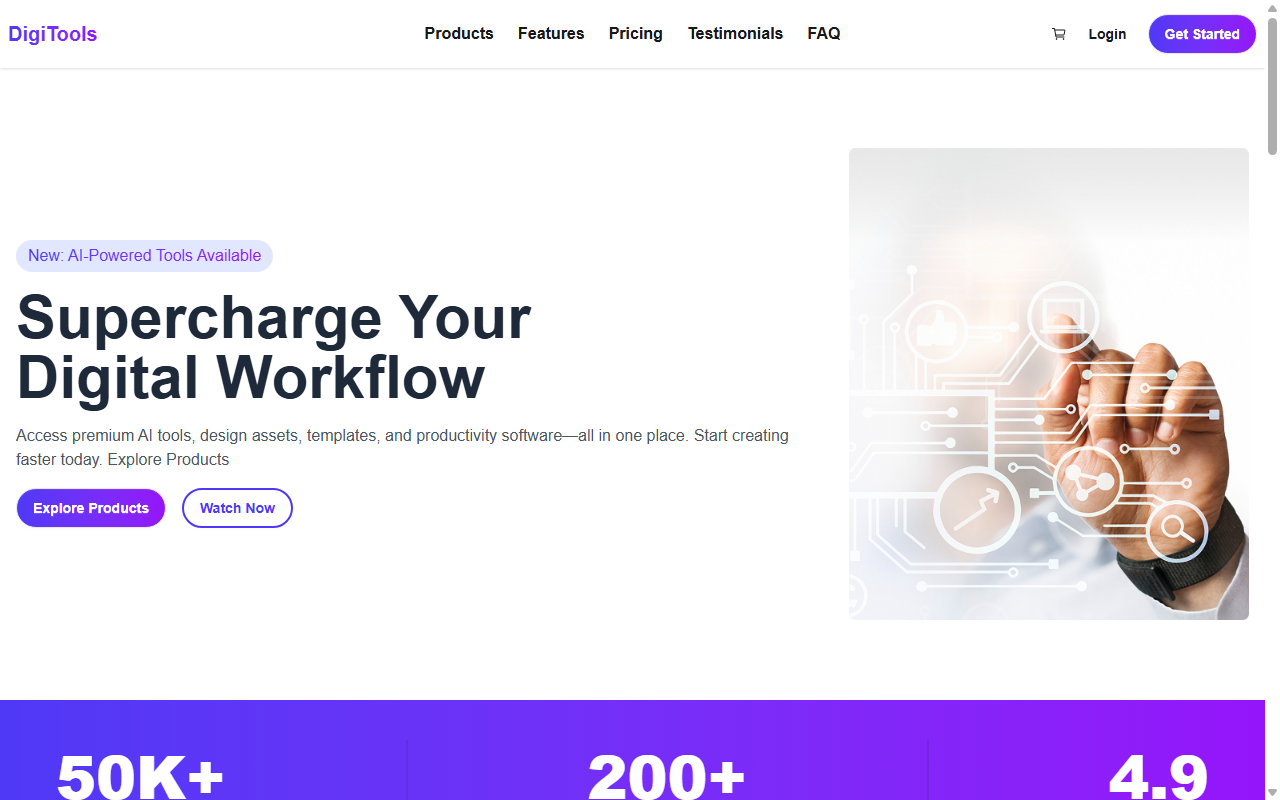 DigiTools
Products Features Pricing Testimonials FAQ
Login
Get Started
New: AI-Powered Tools Available
Supercharge Your
Digital Workflow
Access premium AI tools, design assets, templates, and productivity software—all in one place. Start creating
faster today. Explore Products
Explore Products
Watch Now
50K+
200+
4.9